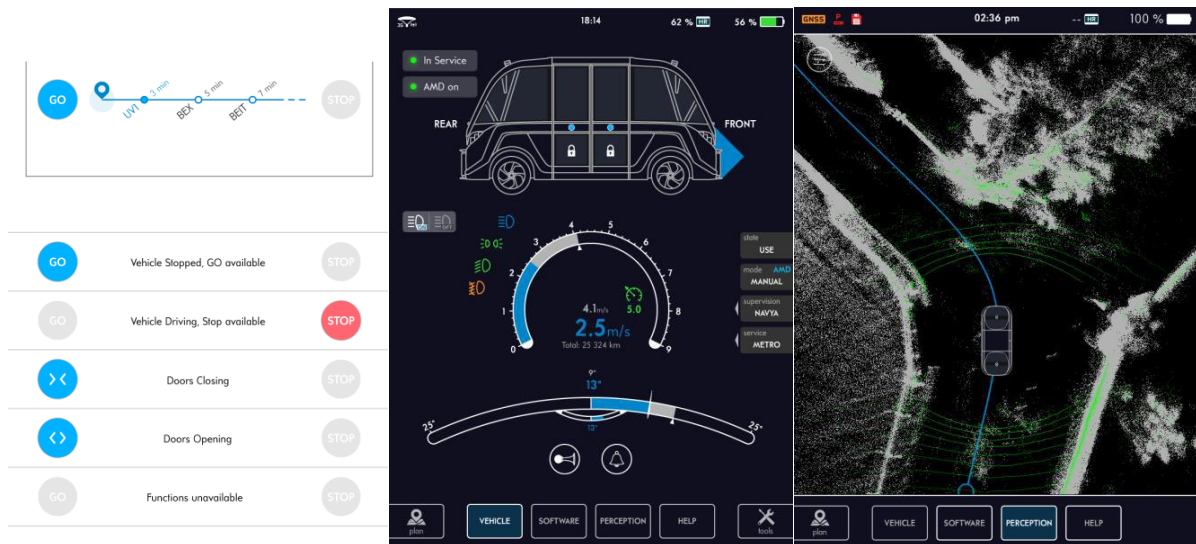 GO
UVI
3 min
BEX
5 min
BEIT
7 min
STOP
GO
Vehicle Stopped, GO available
STOP
GO
Vehicle Driving, Stop available
STOP
Doors Closing
STOP
Doors Opening
STOP
GO
Functions unavailable
STOP
18:14
62 % HR
56 %
In Service
AMD on
REAR
FRONT
0
1
2
3
4
5
6
7
8
9
4.1m/s
5.0
2.5m/s
Total: 25 324 km
state
USE
mode AMD
MANUAL
supervision
NAVYA
service
METRO
9°
13°
25°
13°
25°
plan
VEHICLE
SOFTWARE
PERCEPTION
HELP
tools
GNSS
P
02:36 pm
-- HR
100 %
plan
VEHICLE
SOFTWARE
PERCEPTION
HELP